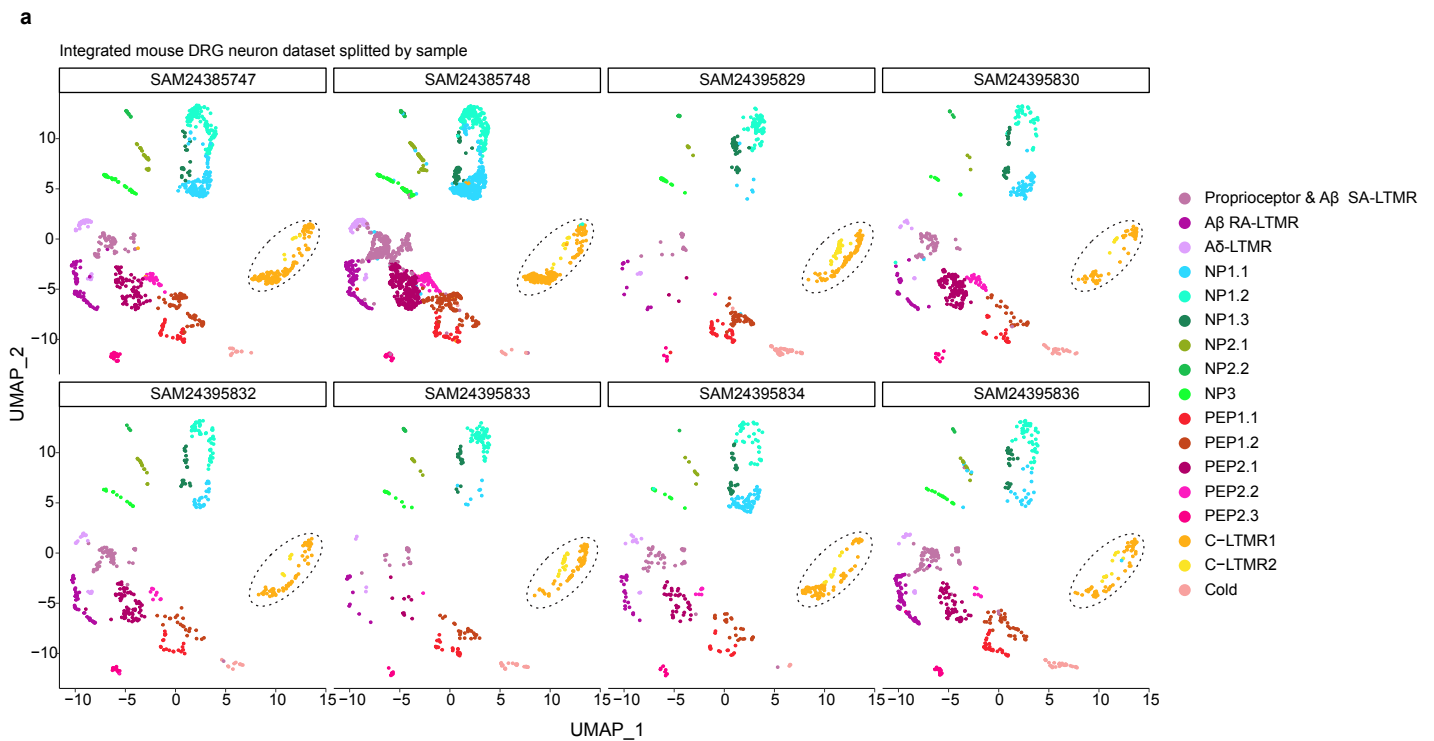 a
Integrated mouse DRG neuron dataset splitted by sample
SAM24385747 SAM24385748 SAM24395829 SAM24395830
10
5
0
−5
−10
SAM24395832 SAM24395833 SAM24395834 SAM24395836
10
5
0
−5
−10
−10 −5 0 5 10 15 −10 −5 0 5 10 15 −10 −5 0 5 10 15 −10 −5 0 5 10 15
UMAP_1
UMAP_2
Proprioceptor & Aβ SA-LTMR
Aβ RA-LTMR
Aδ-LTMR
NP1.1
NP1.2
NP1.3
NP2.1
NP2.2
NP3
PEP1.1
PEP1.2
PEP2.1
PEP2.2
PEP2.3
C−LTMR1
C−LTMR2
Cold